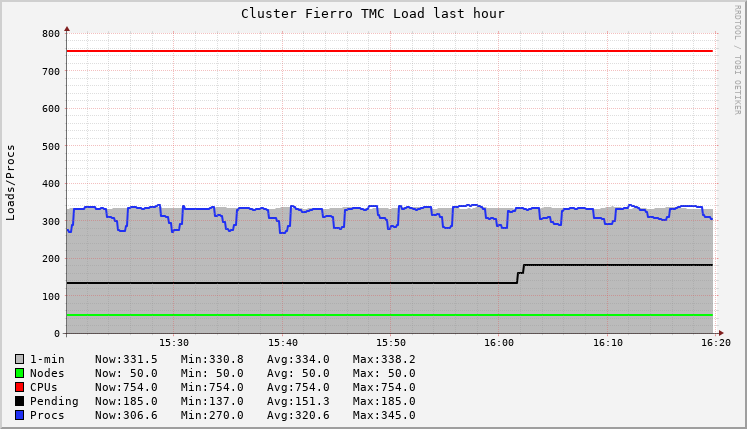 Cluster Fierro TMC Load last hour
RRDTOOL / TOBI OETIKER
Loads/Procs
800
700
600
500
400
300
200
100
0
15:30 15:40 15:50 16:00 16:10 16:20
1-min Now:331.5 Min:330.8 Avg:334.0 Max:338.2
Nodes Now: 50.0 Min: 50.0 Avg: 50.0 Max: 50.0
CPUs Now:754.0 Min:754.0 Avg:754.0 Max:754.0
Pending Now:185.0 Min:137.0 Avg:151.3 Max:185.0
Procs Now:306.6 Min:270.0 Avg:320.6 Max:345.0